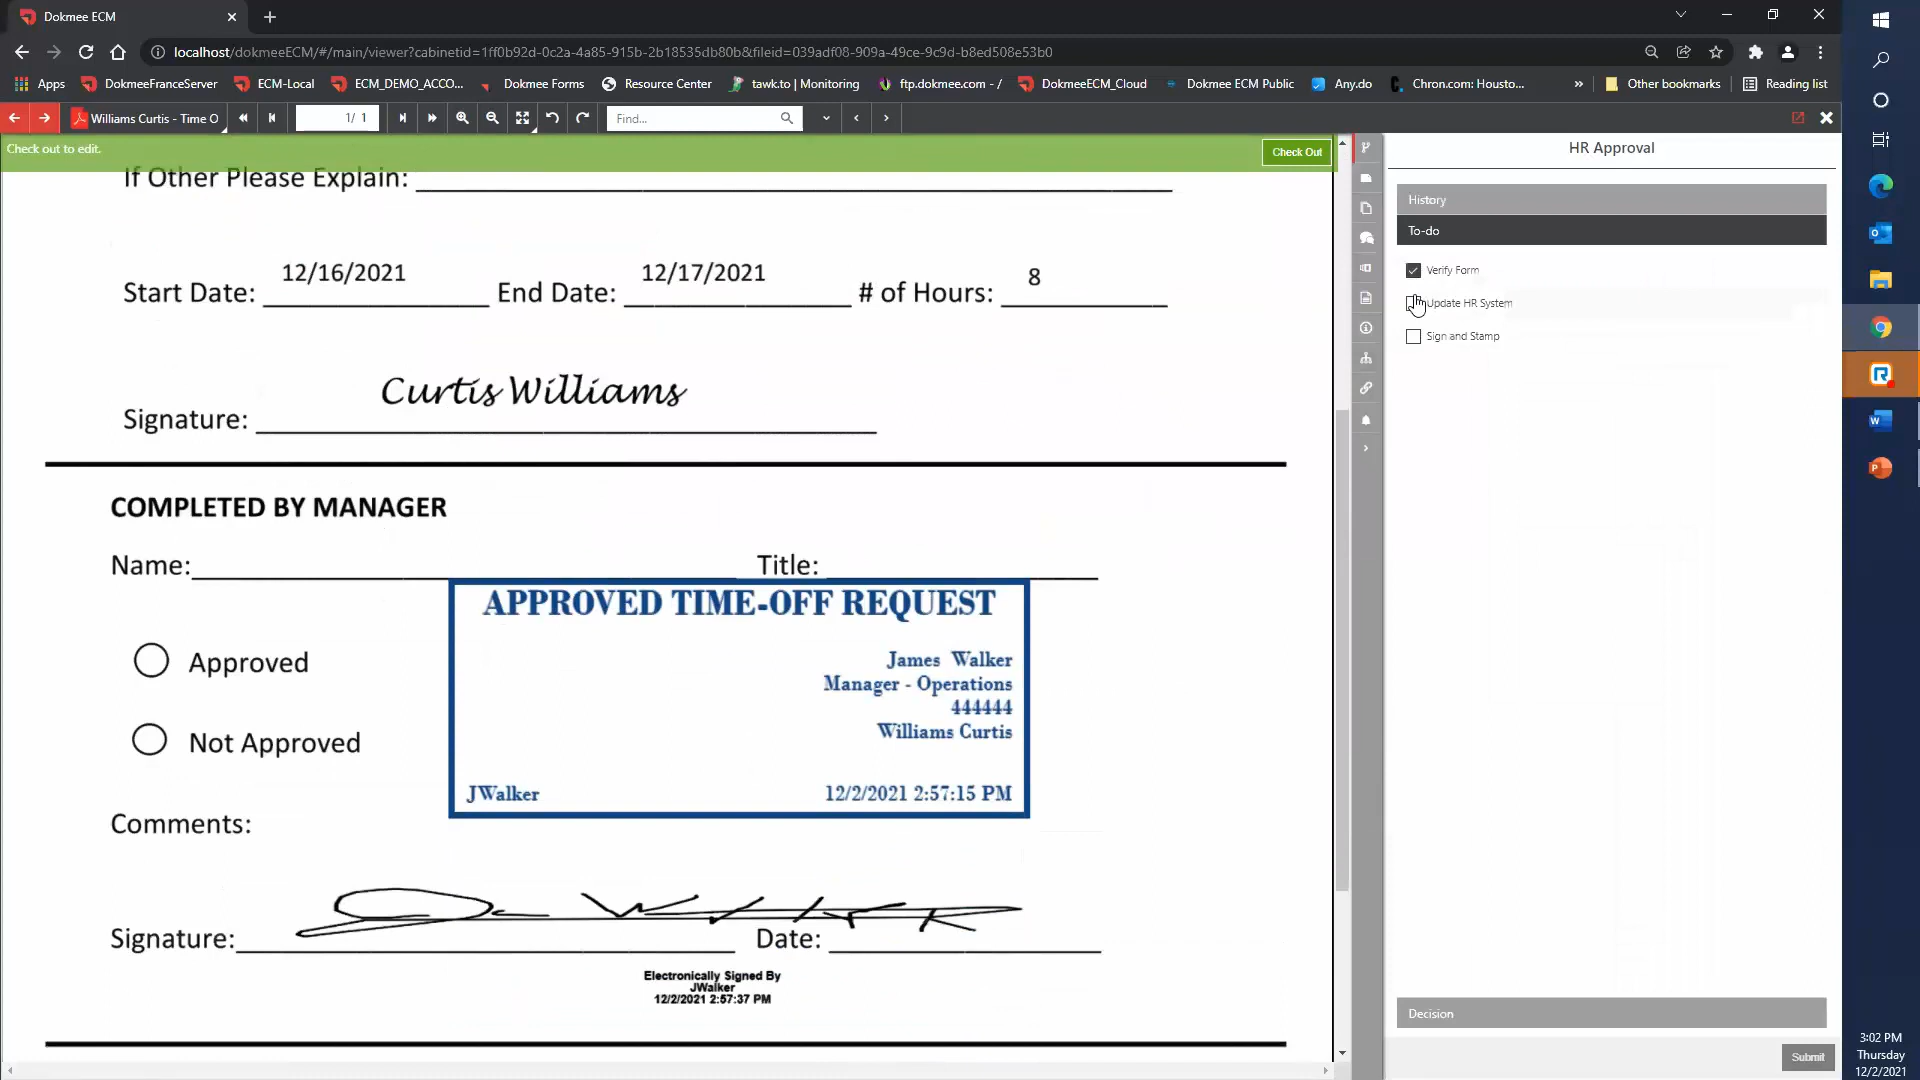 Dokmee ECM
localhost/dokmeeECM/#/main/viewer?cabinetid=1ff0b92d-0c2a-4a85-915b-2b18535db80b&fileid=039adf08-909a-49ce-9c9d-b8ed508e53b0
Apps DokmeeFranceServer ECM-Local ECM_DEMO_ACCO... Dokmee Forms Resource Center tawk.to | Monitoring ftp.dokmee.com - / DokmeeECM_Cloud Dokmee ECM Public Any.do Chron.com: Housto... » Other bookmarks Reading list
Williams Curtis - Time O 1/ 1 Find...
Check out to edit. Check Out
If Other Please Explain:
Start Date: 12/16/2021 End Date: 12/17/2021 # of Hours: 8
Signature: Curtis Williams
COMPLETED BY MANAGER
Name: Title:
APPROVED TIME-OFF REQUEST
James Walker
Manager - Operations
444444
Williams Curtis
JWalker 12/2/2021 2:57:15 PM
Approved
Not Approved
Comments:
Signature: Date:
Electronically Signed By
JWalker
12/2/2021 2:57:37 PM
HR Approval
History
To-do
Verify Form
Update HR System
Sign and Stamp
Decision
Submit
3:02 PM
Thursday
12/2/2021